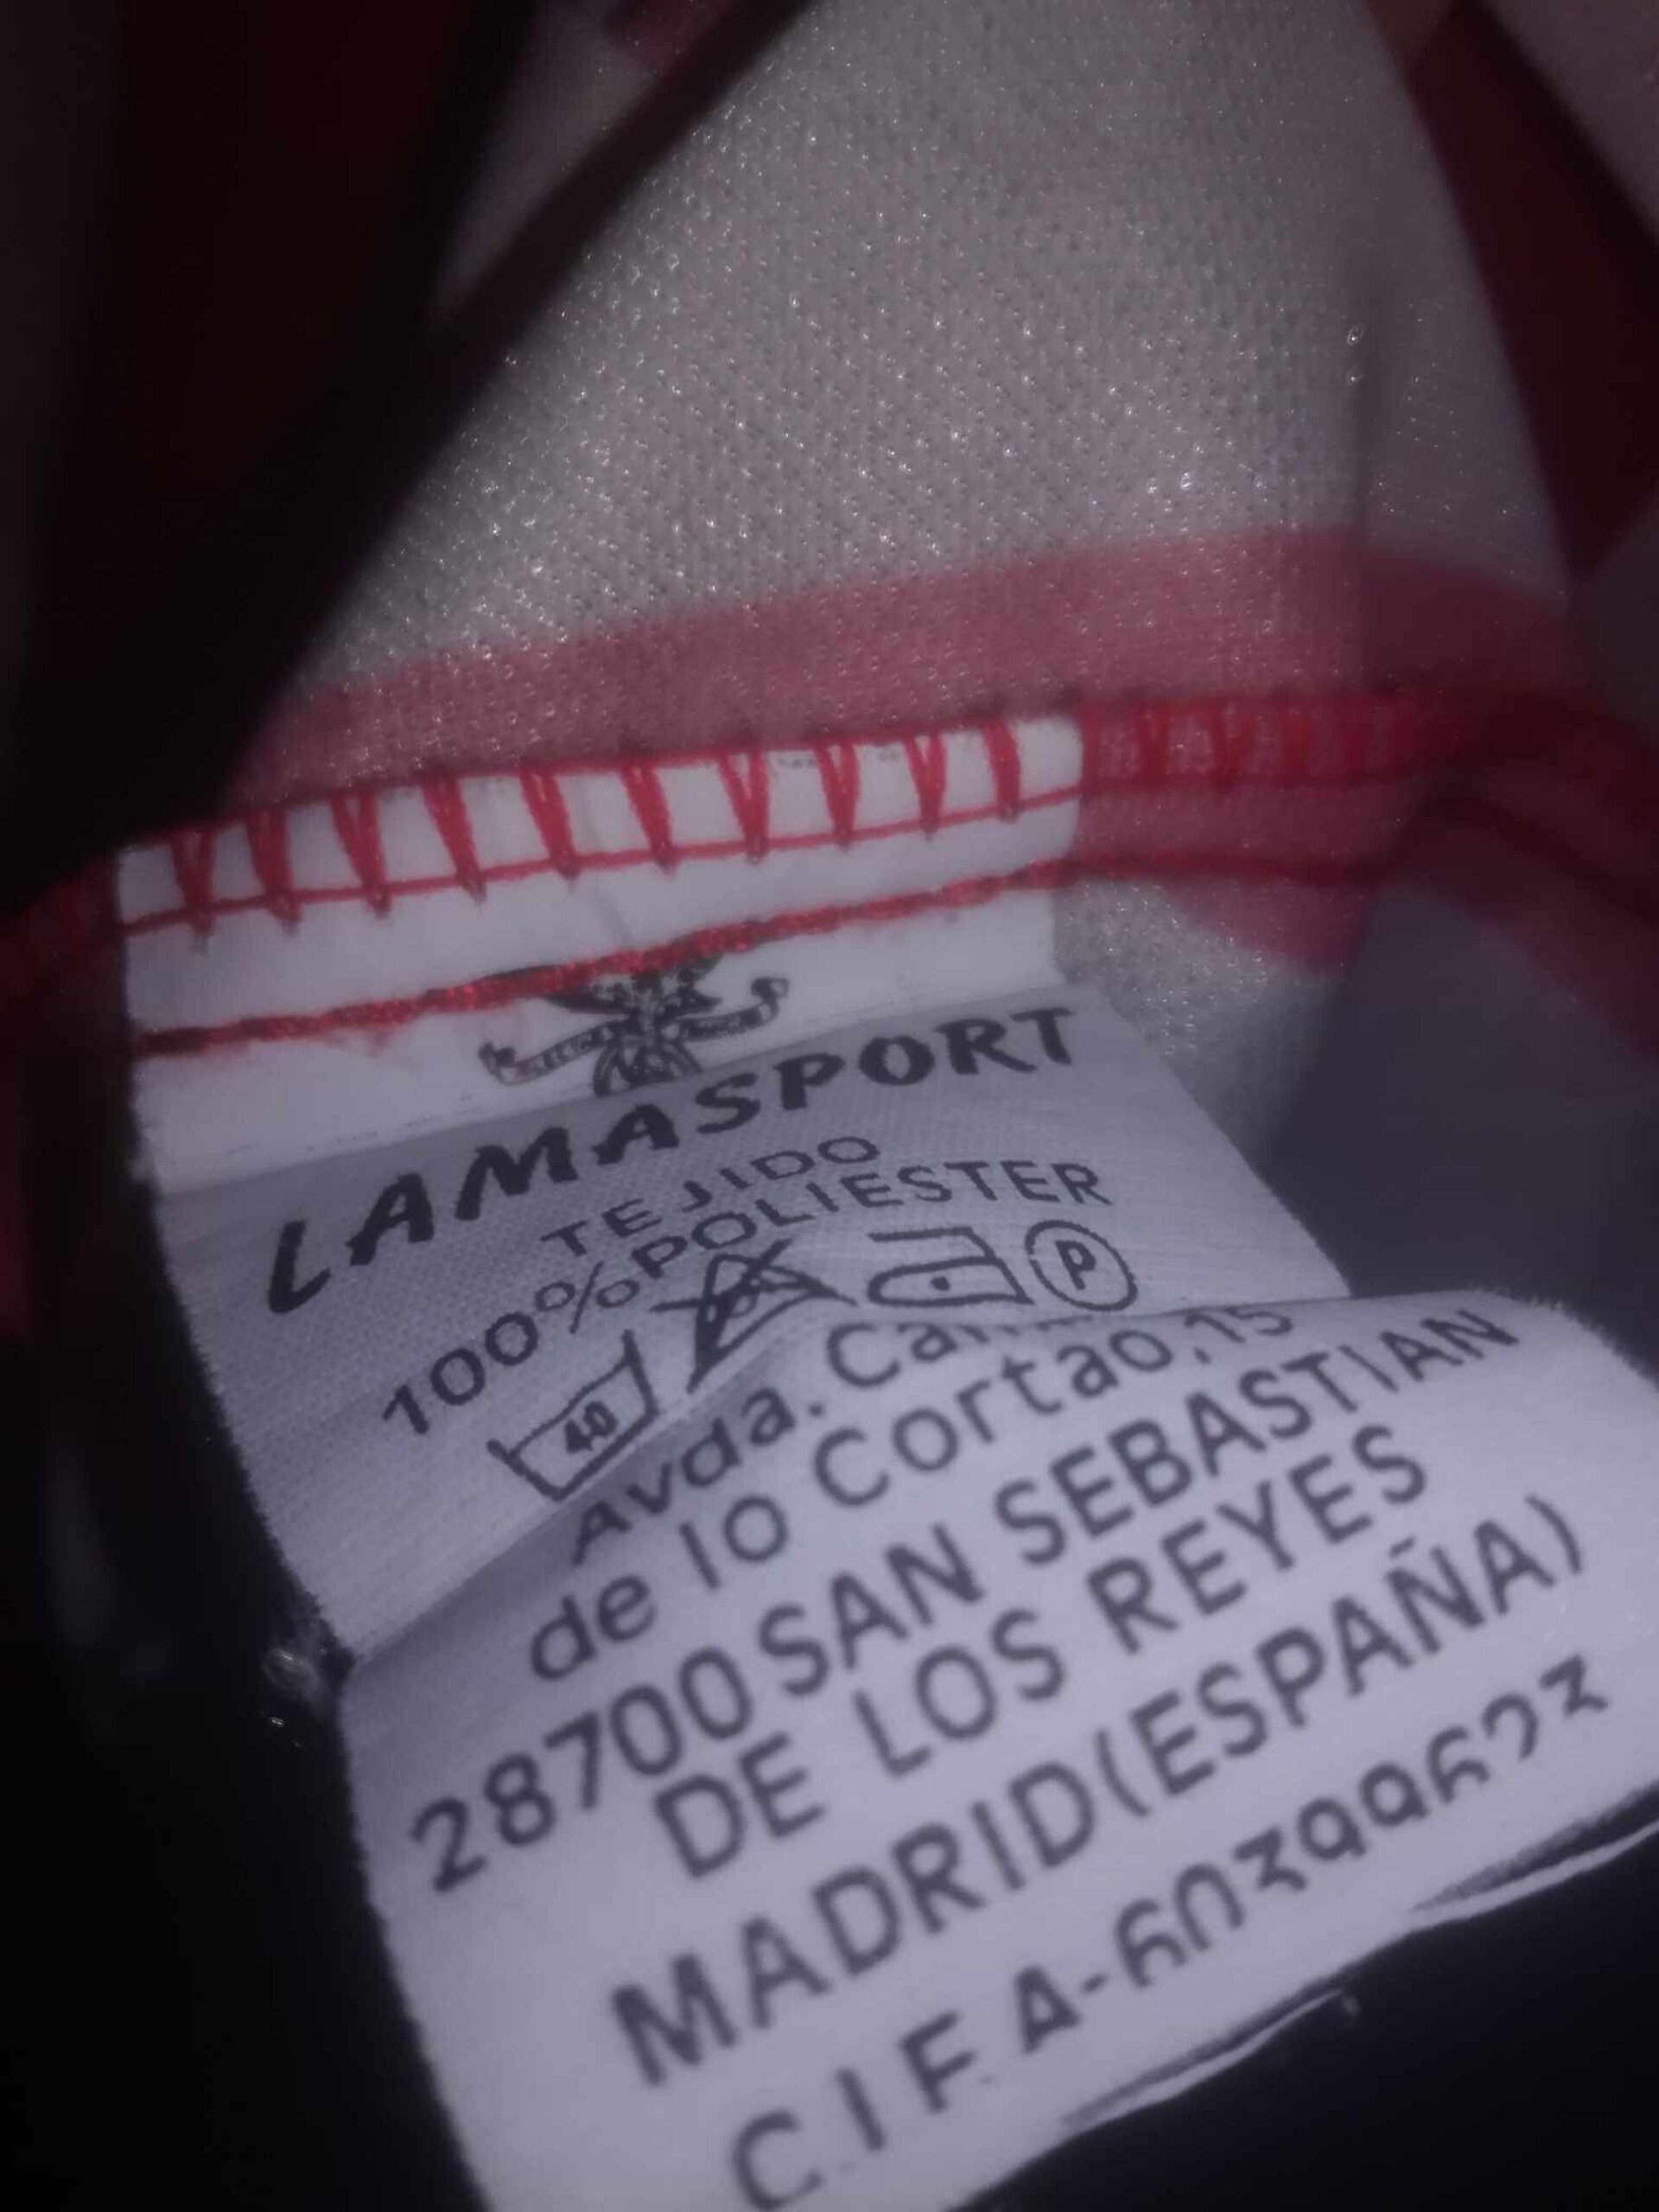 LAMASPORT
TEJIDO
100%POLIESTER
40 P
Avda.
de lo Cortao,15
28700 SAN SEBASTIAN
DE LOS REYES
MADRID(ESPAÑA)
C.I.F A-